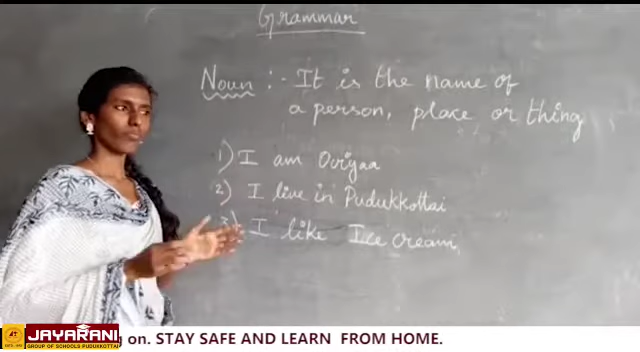 Grammar
Noun :- It is the name of
a person, place or thing
1) I am Oviyaa
2) I live in Pudukkottai
3) I like Ice cream
JAYARANI
GROUP OF SCHOOLS PUDUKKOTTAI
on. STAY SAFE AND LEARN FROM HOME.